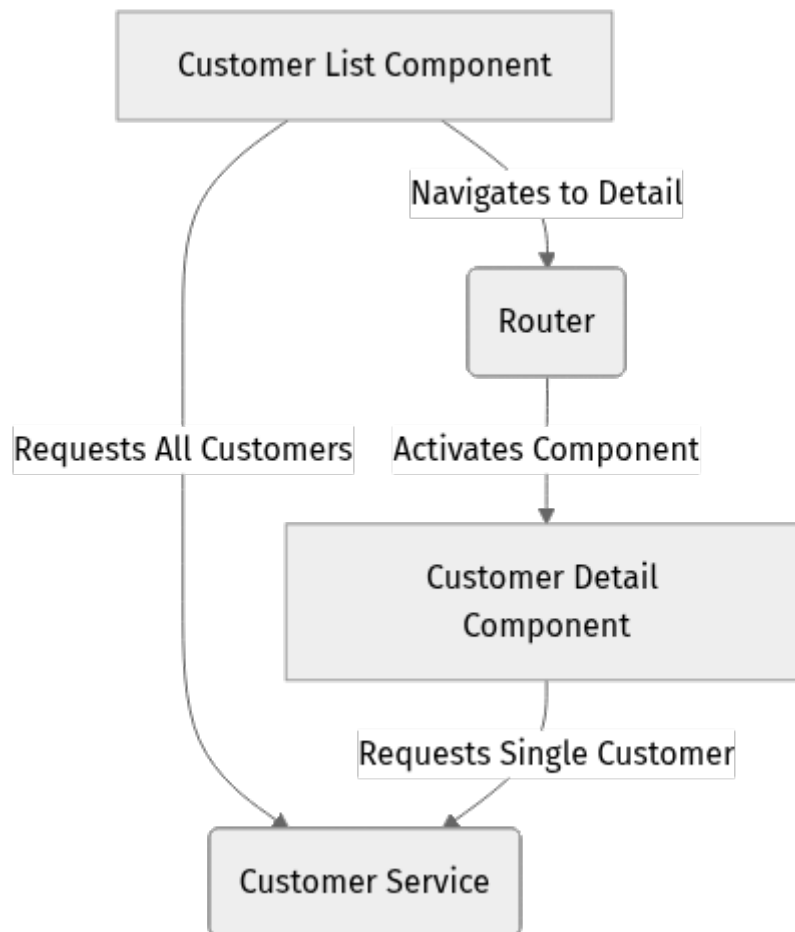 Customer List Component
Navigates to Detail
Router
Requests All Customers
Activates Component
Customer Detail
Component
Requests Single Customer
Customer Service